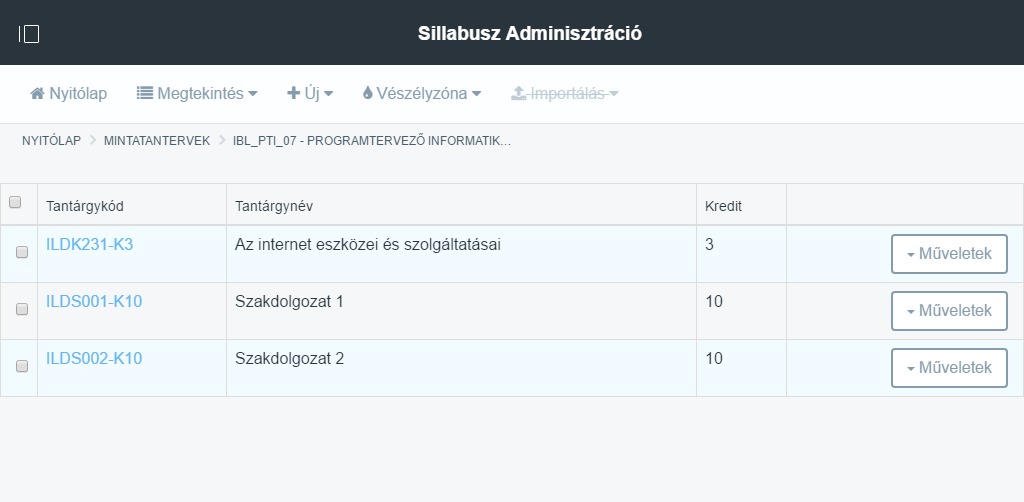 Sillabusz Adminisztráció
Nyitólap Megtekintés Új Vészélyzóna Importálás
NYITÓLAP MINTATANTERVEK IBL_PTI_07 - PROGRAMTERVEZŐ INFORMATIK...
Tantárgykód Tantárgynév Kredit
ILDK231-K3 Az internet eszközei és szolgáltatásai 3 Műveletek
ILDS001-K10 Szakdolgozat 1 10 Műveletek
ILDS002-K10 Szakdolgozat 2 10 Műveletek